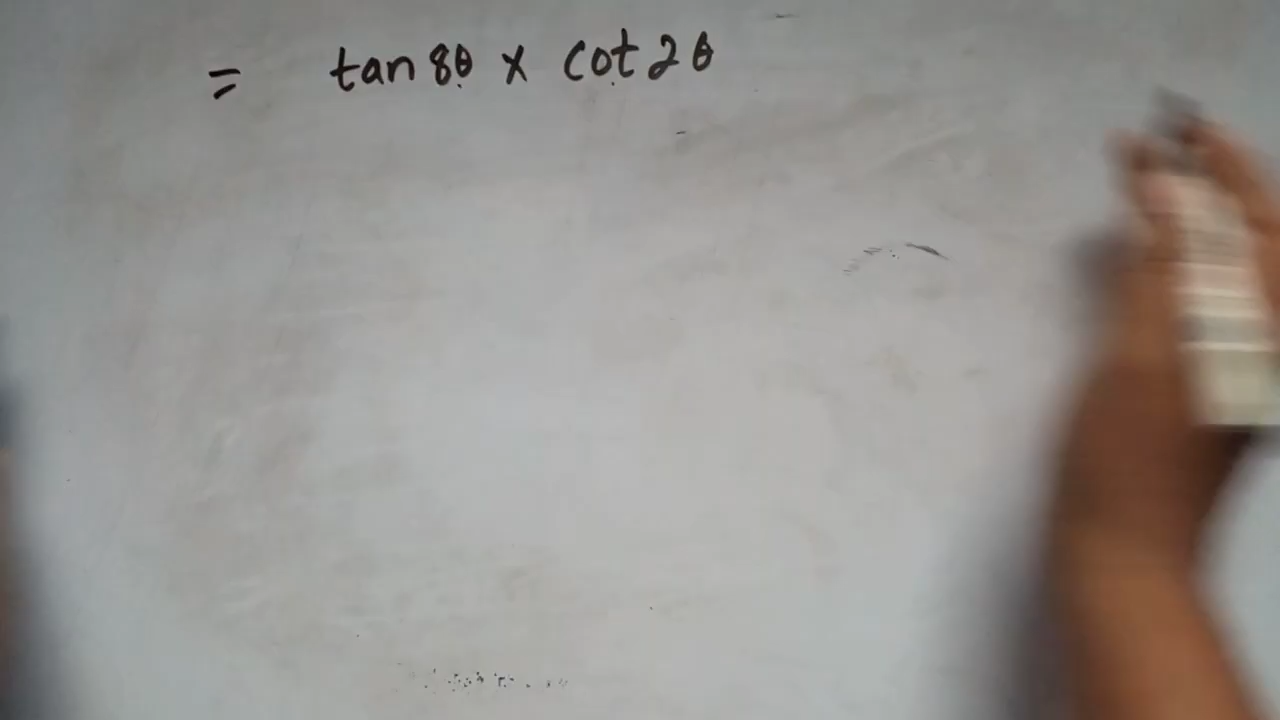 = tan 8θ × cot 2θ